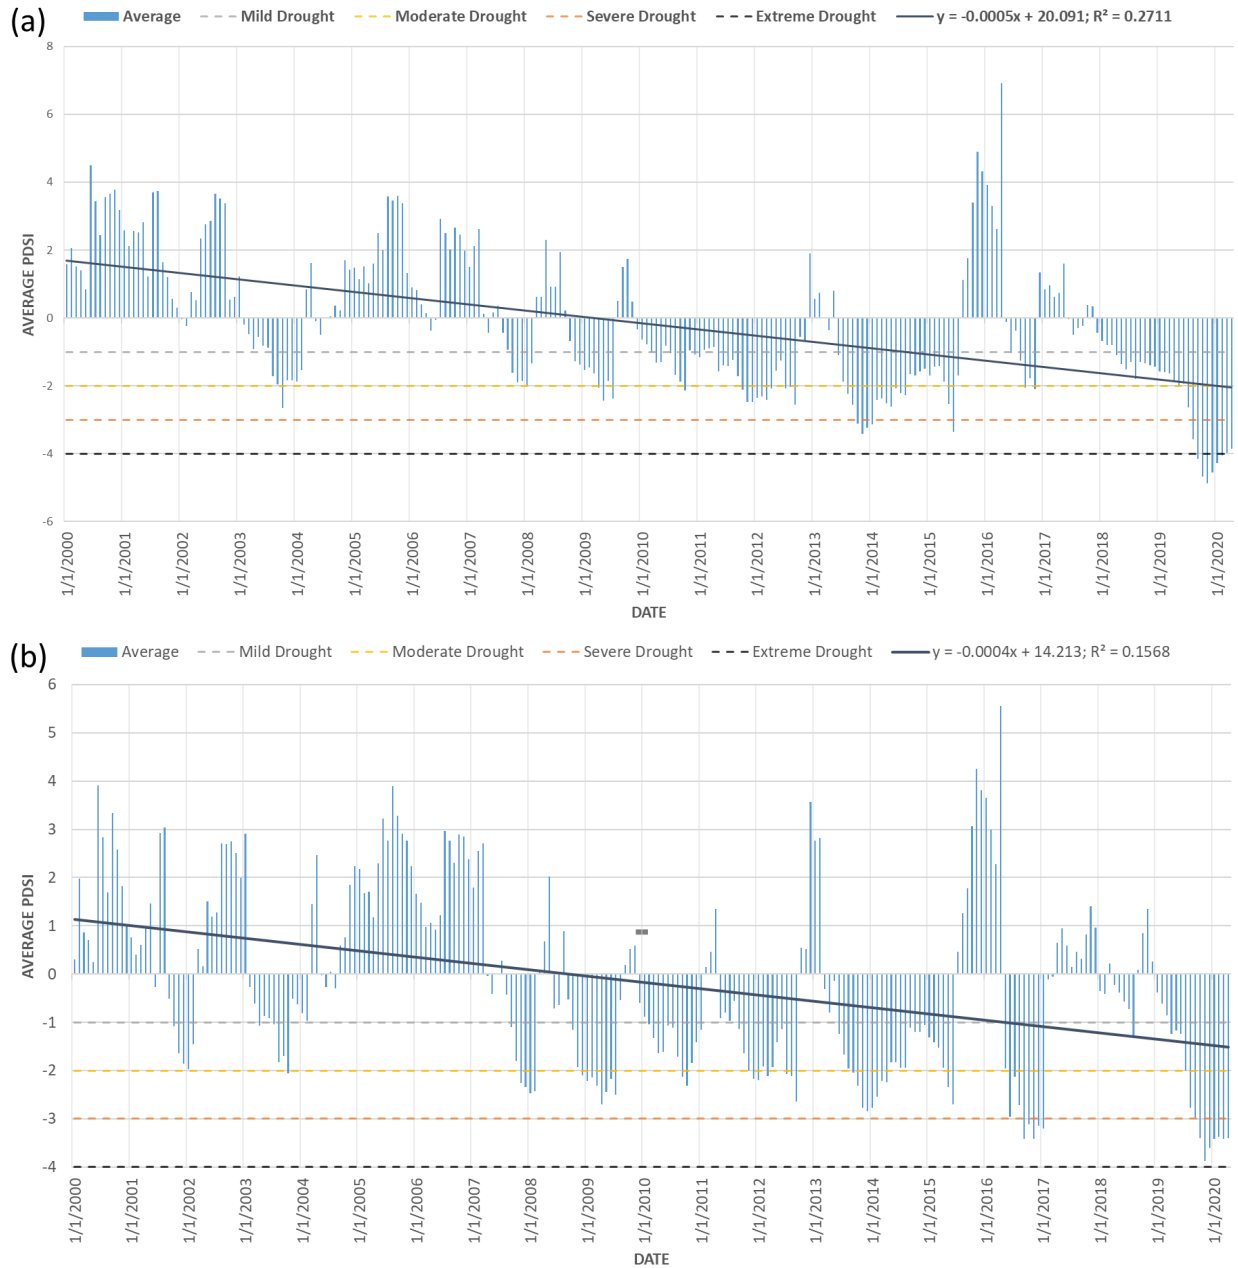 (a)
Average Mild Drought Moderate Drought Severe Drought Extreme Drought y = -0.0005x + 20.091; R² = 0.2711
8
6
4
2
0
-2
-4
-6
AVERAGE PDSI
1/1/2000 1/1/2001 1/1/2002 1/1/2003 1/1/2004 1/1/2005 1/1/2006 1/1/2007 1/1/2008 1/1/2009 1/1/2010 1/1/2011 1/1/2012 1/1/2013 1/1/2014 1/1/2015 1/1/2016 1/1/2017 1/1/2018 1/1/2019 1/1/2020
DATE
(b)
Average Mild Drought Moderate Drought Severe Drought Extreme Drought y = -0.0004x + 14.213; R² = 0.1568
6
5
4
3
2
1
0
-1
-2
-3
-4
AVERAGE PDSI
1/1/2000 1/1/2001 1/1/2002 1/1/2003 1/1/2004 1/1/2005 1/1/2006 1/1/2007 1/1/2008 1/1/2009 1/1/2010 1/1/2011 1/1/2012 1/1/2013 1/1/2014 1/1/2015 1/1/2016 1/1/2017 1/1/2018 1/1/2019 1/1/2020
DATE